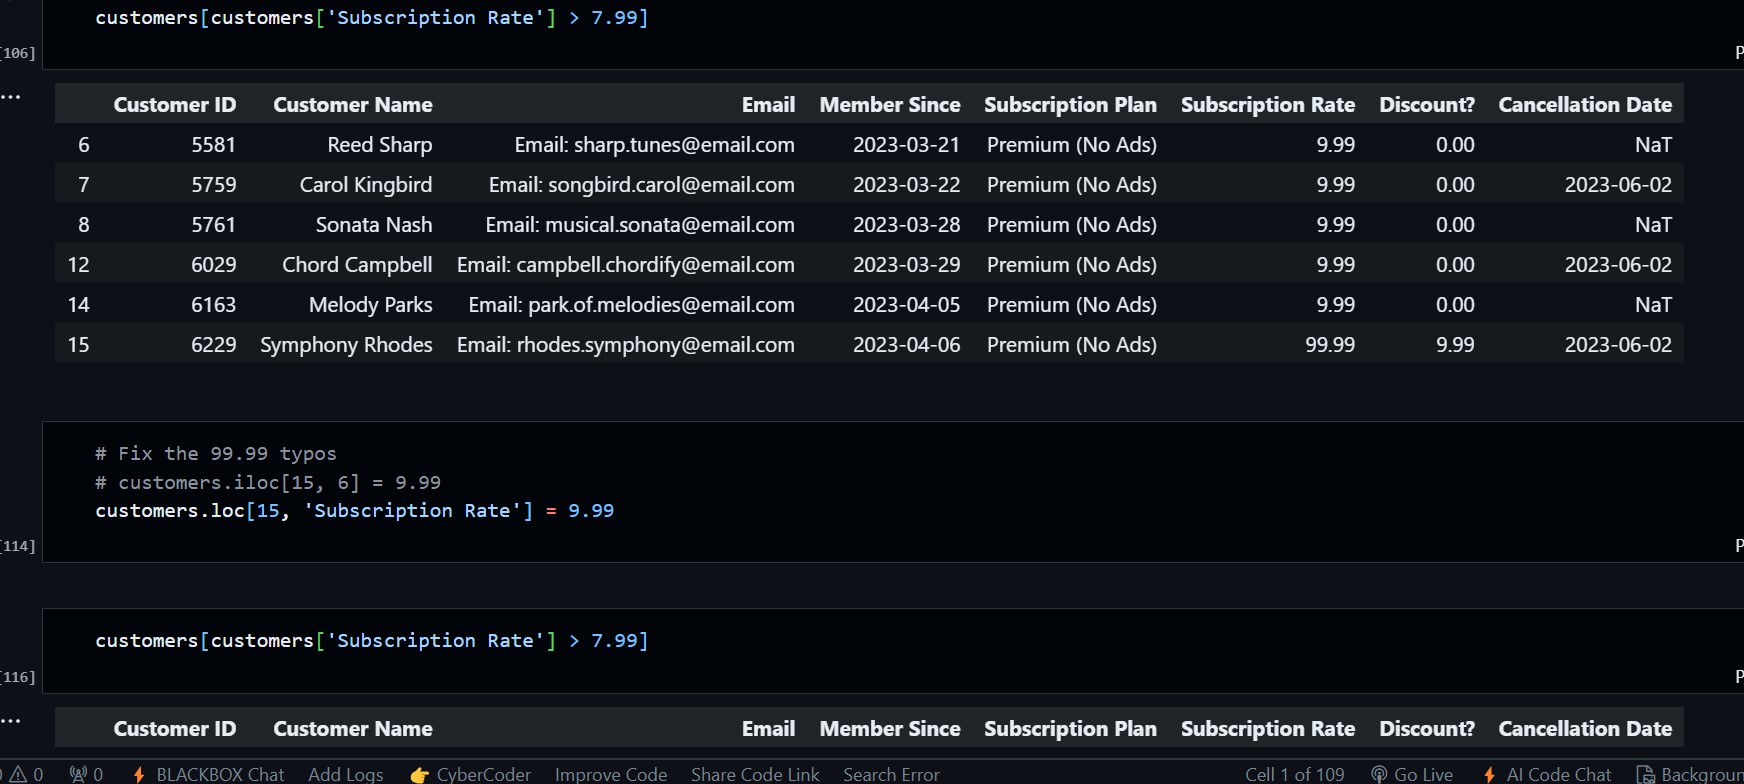 customers[customers['Subscription Rate'] > 7.99]
[106]
P
...
Customer ID Customer Name Email Member Since Subscription Plan Subscription Rate Discount? Cancellation Date
6 5581 Reed Sharp Email: sharp.tunes@email.com 2023-03-21 Premium (No Ads) 9.99 0.00 NaT
7 5759 Carol Kingbird Email: songbird.carol@email.com 2023-03-22 Premium (No Ads) 9.99 0.00 2023-06-02
8 5761 Sonata Nash Email: musical.sonata@email.com 2023-03-28 Premium (No Ads) 9.99 0.00 NaT
12 6029 Chord Campbell Email: campbell.chordify@email.com 2023-03-29 Premium (No Ads) 9.99 0.00 2023-06-02
14 6163 Melody Parks Email: park.of.melodies@email.com 2023-04-05 Premium (No Ads) 9.99 0.00 NaT
15 6229 Symphony Rhodes Email: rhodes.symphony@email.com 2023-04-06 Premium (No Ads) 99.99 9.99 2023-06-02
# Fix the 99.99 typos
# customers.iloc[15, 6] = 9.99
customers.loc[15, 'Subscription Rate'] = 9.99
[114]
P
customers[customers['Subscription Rate'] > 7.99]
[116]
P
...
Customer ID Customer Name Email Member Since Subscription Plan Subscription Rate Discount? Cancellation Date
0 0 BLACKBOX Chat Add Logs CyberCoder Improve Code Share Code Link Search Error Cell 1 of 109 Go Live AI Code Chat Backgroun